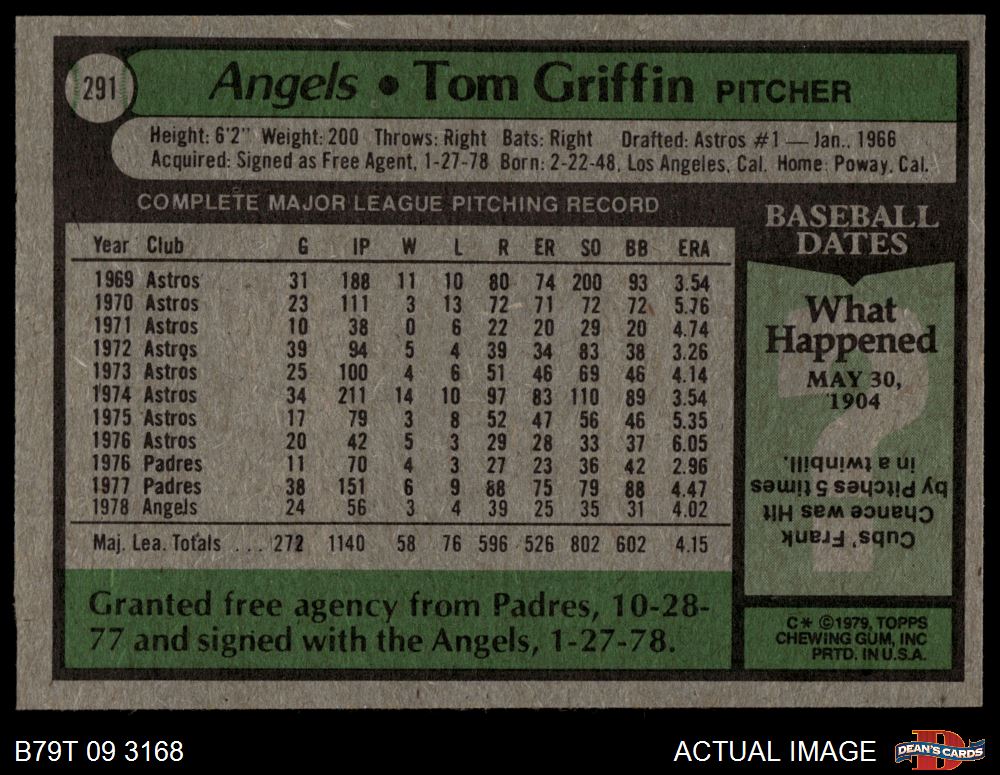 291
Angels • Tom Griffin PITCHER
Height: 6'2" Weight: 200 Throws: Right Bats: Right Drafted: Astros #1 — Jan., 1966
Acquired: Signed as Free Agent, 1-27-78 Born: 2-22-48, Los Angeles, Cal. Home: Poway, Cal.
COMPLETE MAJOR LEAGUE PITCHING RECORD
Year Club G IP W L R ER SO BB ERA
1969 Astros 31 188 11 10 80 74 200 93 3.54
1970 Astros 23 111 3 13 72 71 72 72 5.76
1971 Astros 10 38 0 6 22 20 29 20 4.74
1972 Astros 39 94 5 4 39 34 83 38 3.26
1973 Astros 25 100 4 6 51 46 69 46 4.14
1974 Astros 34 211 14 10 97 83 110 89 3.54
1975 Astros 17 79 3 8 52 47 56 46 5.35
1976 Astros 20 42 5 3 29 28 33 37 6.05
1976 Padres 11 70 4 3 27 23 36 42 2.96
1977 Padres 38 151 6 9 88 75 79 88 4.47
1978 Angels 24 56 3 4 39 25 35 31 4.02
Maj. Lea. Totals ... 272 1140 58 76 596 526 802 602 4.15
Granted free agency from Padres, 10-28-
77 and signed with the Angels, 1-27-78.
BASEBALL
DATES
What
Happened
MAY 30,
1904
?
Cubs' Frank
Chance was Hit
by Pitches 5 times
in a twinbill.
C* ©1979, TOPPS
CHEWING GUM, INC
PRTD. IN U.S.A.
B79T 09 3168
ACTUAL IMAGE
D
DEAN'S CARDS